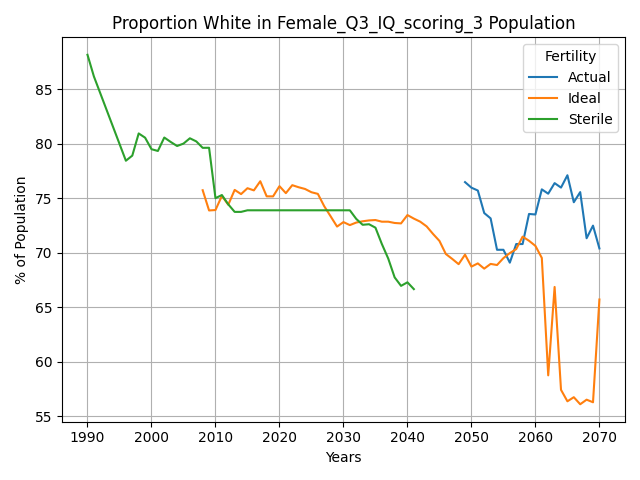 Proportion White in Female_Q3_IQ_scoring_3 Population
Fertility
Actual
Ideal
Sterile
% of Population
85
80
75
70
65
60
55
1990
2000
2010
2020
2030
2040
2050
2060
2070
Years